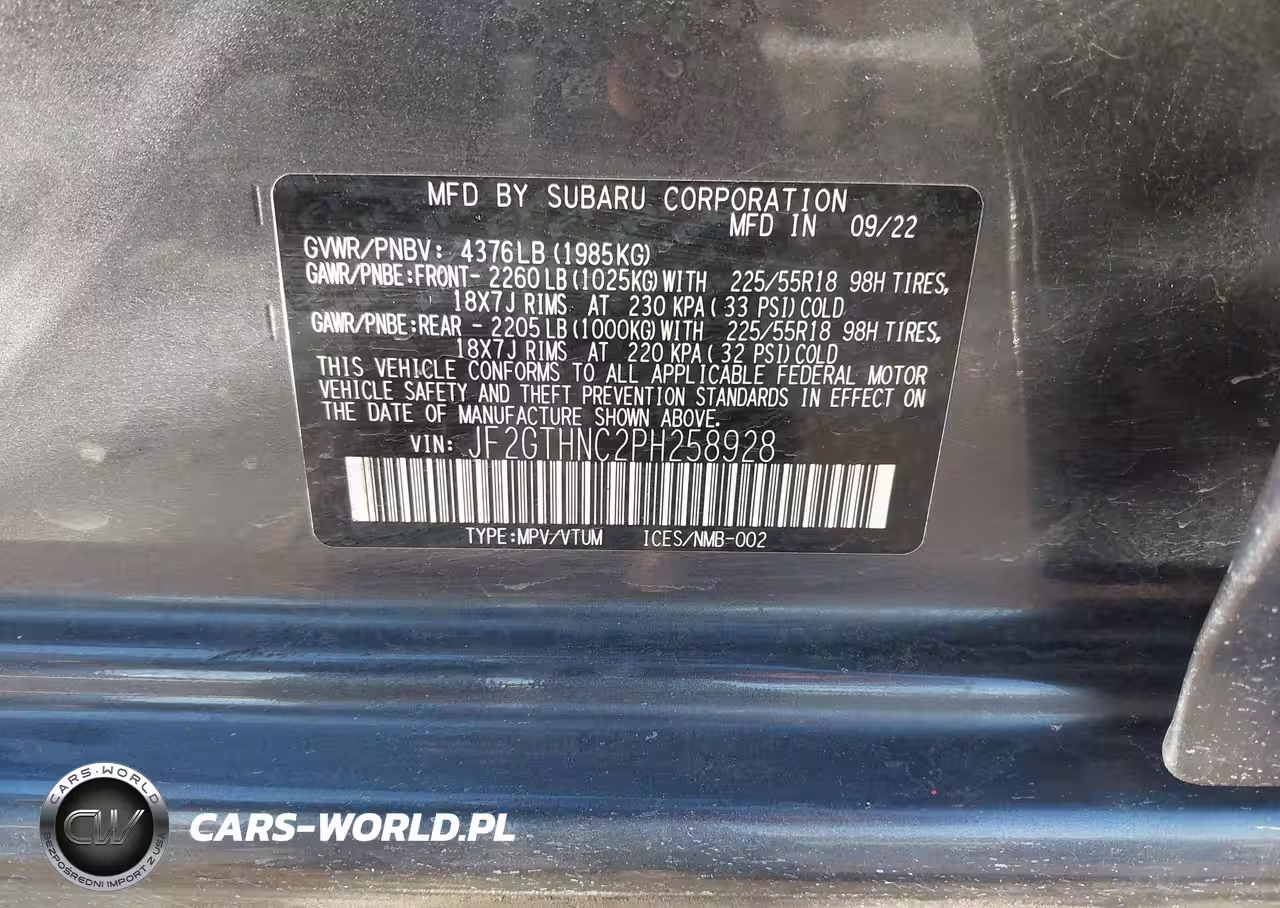 MFD BY SUBARU CORPORATION
MFD IN 09/22
GVWR/PNBV: 4376LB (1985KG)
GAWR/PNBE:FRONT- 2260LB (1025KG) WITH 225/55R18 98H TIRES,
18X7J RIMS AT 230 KPA ( 33 PSI) COLD
GAWR/PNBE:REAR - 2205LB (1000KG) WITH 225/55R18 98H TIRES,
18X7J RIMS AT 220 KPA ( 32 PSI) COLD
THIS VEHICLE CONFORMS TO ALL APPLICABLE FEDERAL MOTOR
VEHICLE SAFETY AND THEFT PREVENTION STANDARDS IN EFFECT ON
THE DATE OF MANUFACTURE SHOWN ABOVE.
VIN: JF2GTHNC2PH258928
TYPE:MPV/VTUM ICES/NMB-002
CARS-WORLD
CW
BEZPOŚREDNI IMPORT Z USA
CARS-WORLD.PL